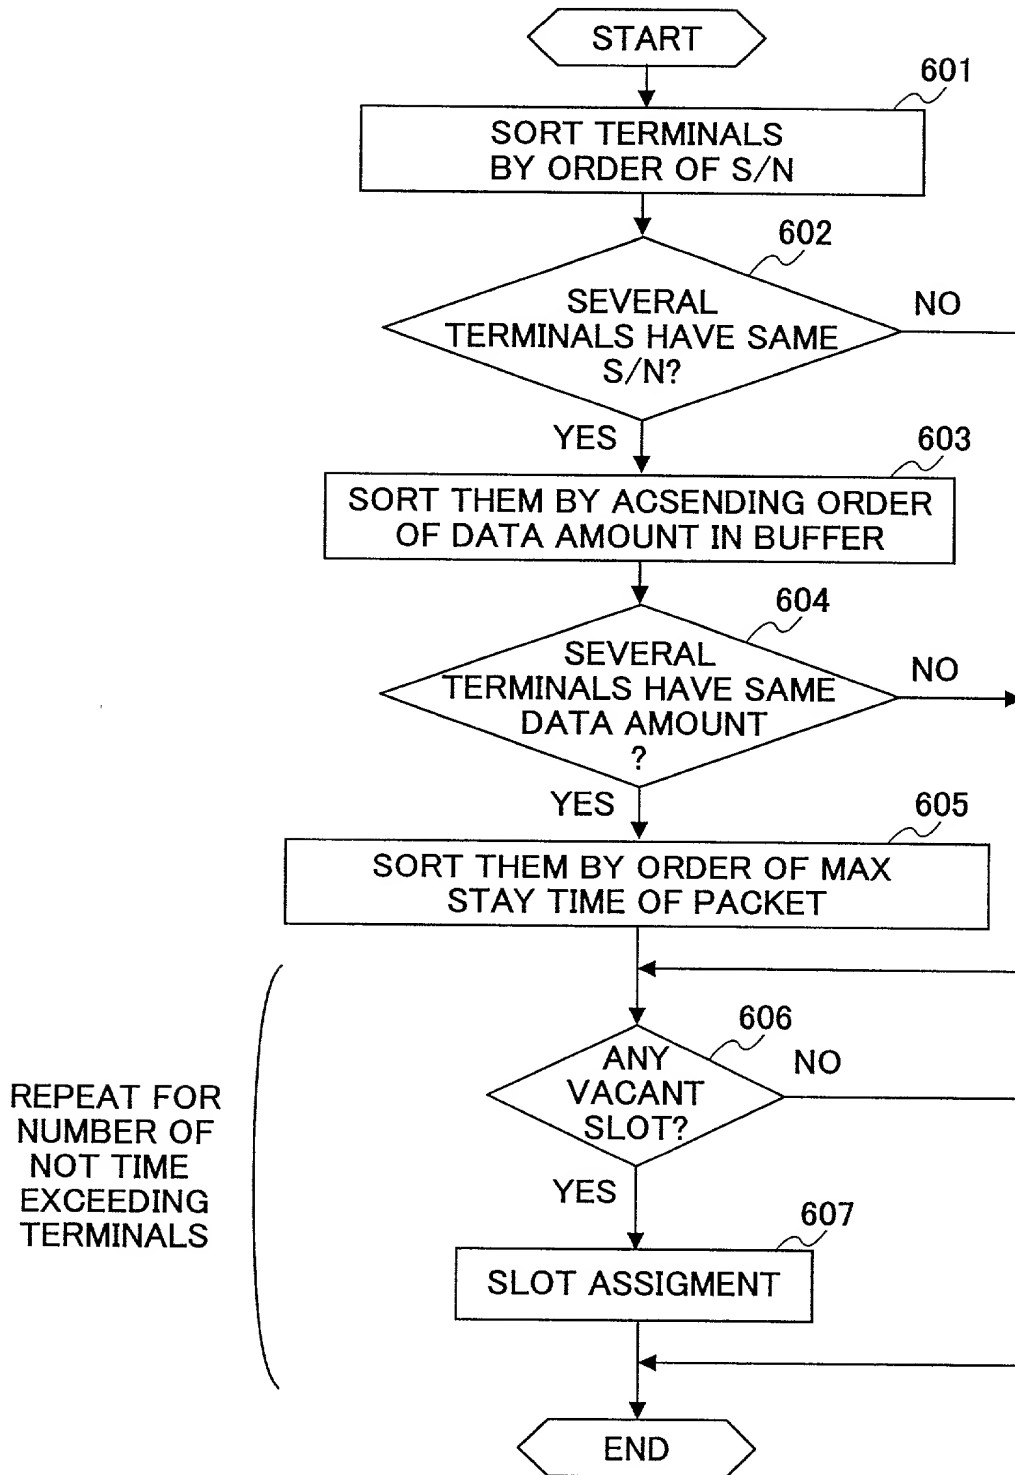 START
601
SORT TERMINALS
BY ORDER OF S/N
602
SEVERAL
TERMINALS HAVE SAME
S/N?
NO
YES
603
SORT THEM BY ACSENDING ORDER
OF DATA AMOUNT IN BUFFER
604
SEVERAL
TERMINALS HAVE SAME
DATA AMOUNT
?
NO
YES
605
SORT THEM BY ORDER OF MAX
STAY TIME OF PACKET
606
ANY
VACANT
SLOT?
NO
REPEAT FOR
NUMBER OF
NOT TIME
EXCEEDING
TERMINALS
YES
607
SLOT ASSIGMENT
END